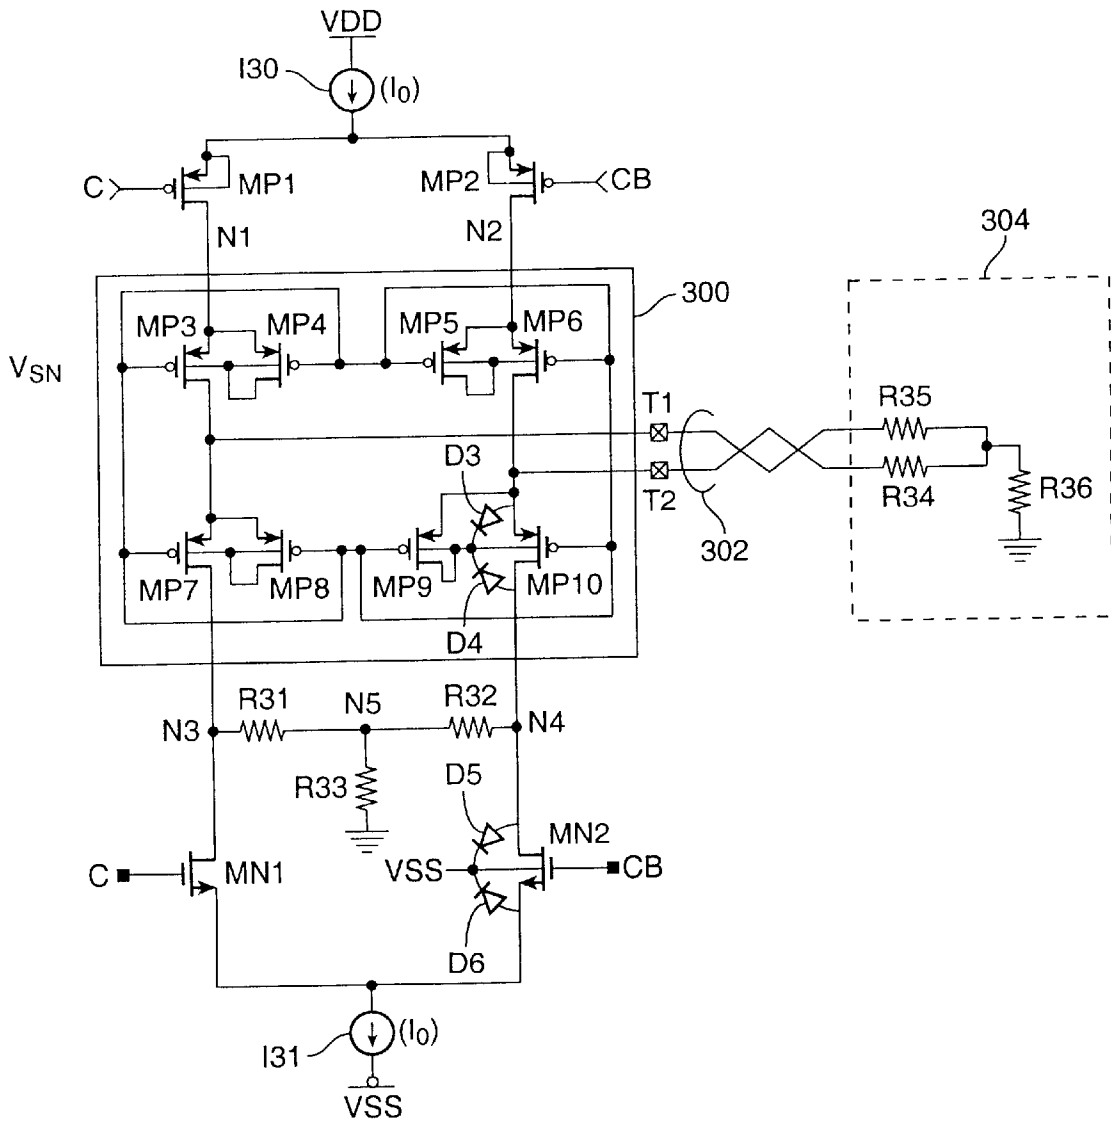 VDD
I30
(I0)
C
MP1
MP2
CB
N1
N2
304
300
MP3
MP4
MP5
MP6
VSN
T1
R35
D3
T2
R34
R36
302
MP7
MP8
MP9
MP10
D4
R31
N5
R32
N3
N4
R33
D5
MN2
C
MN1
VSS
CB
D6
I31
(I0)
VSS